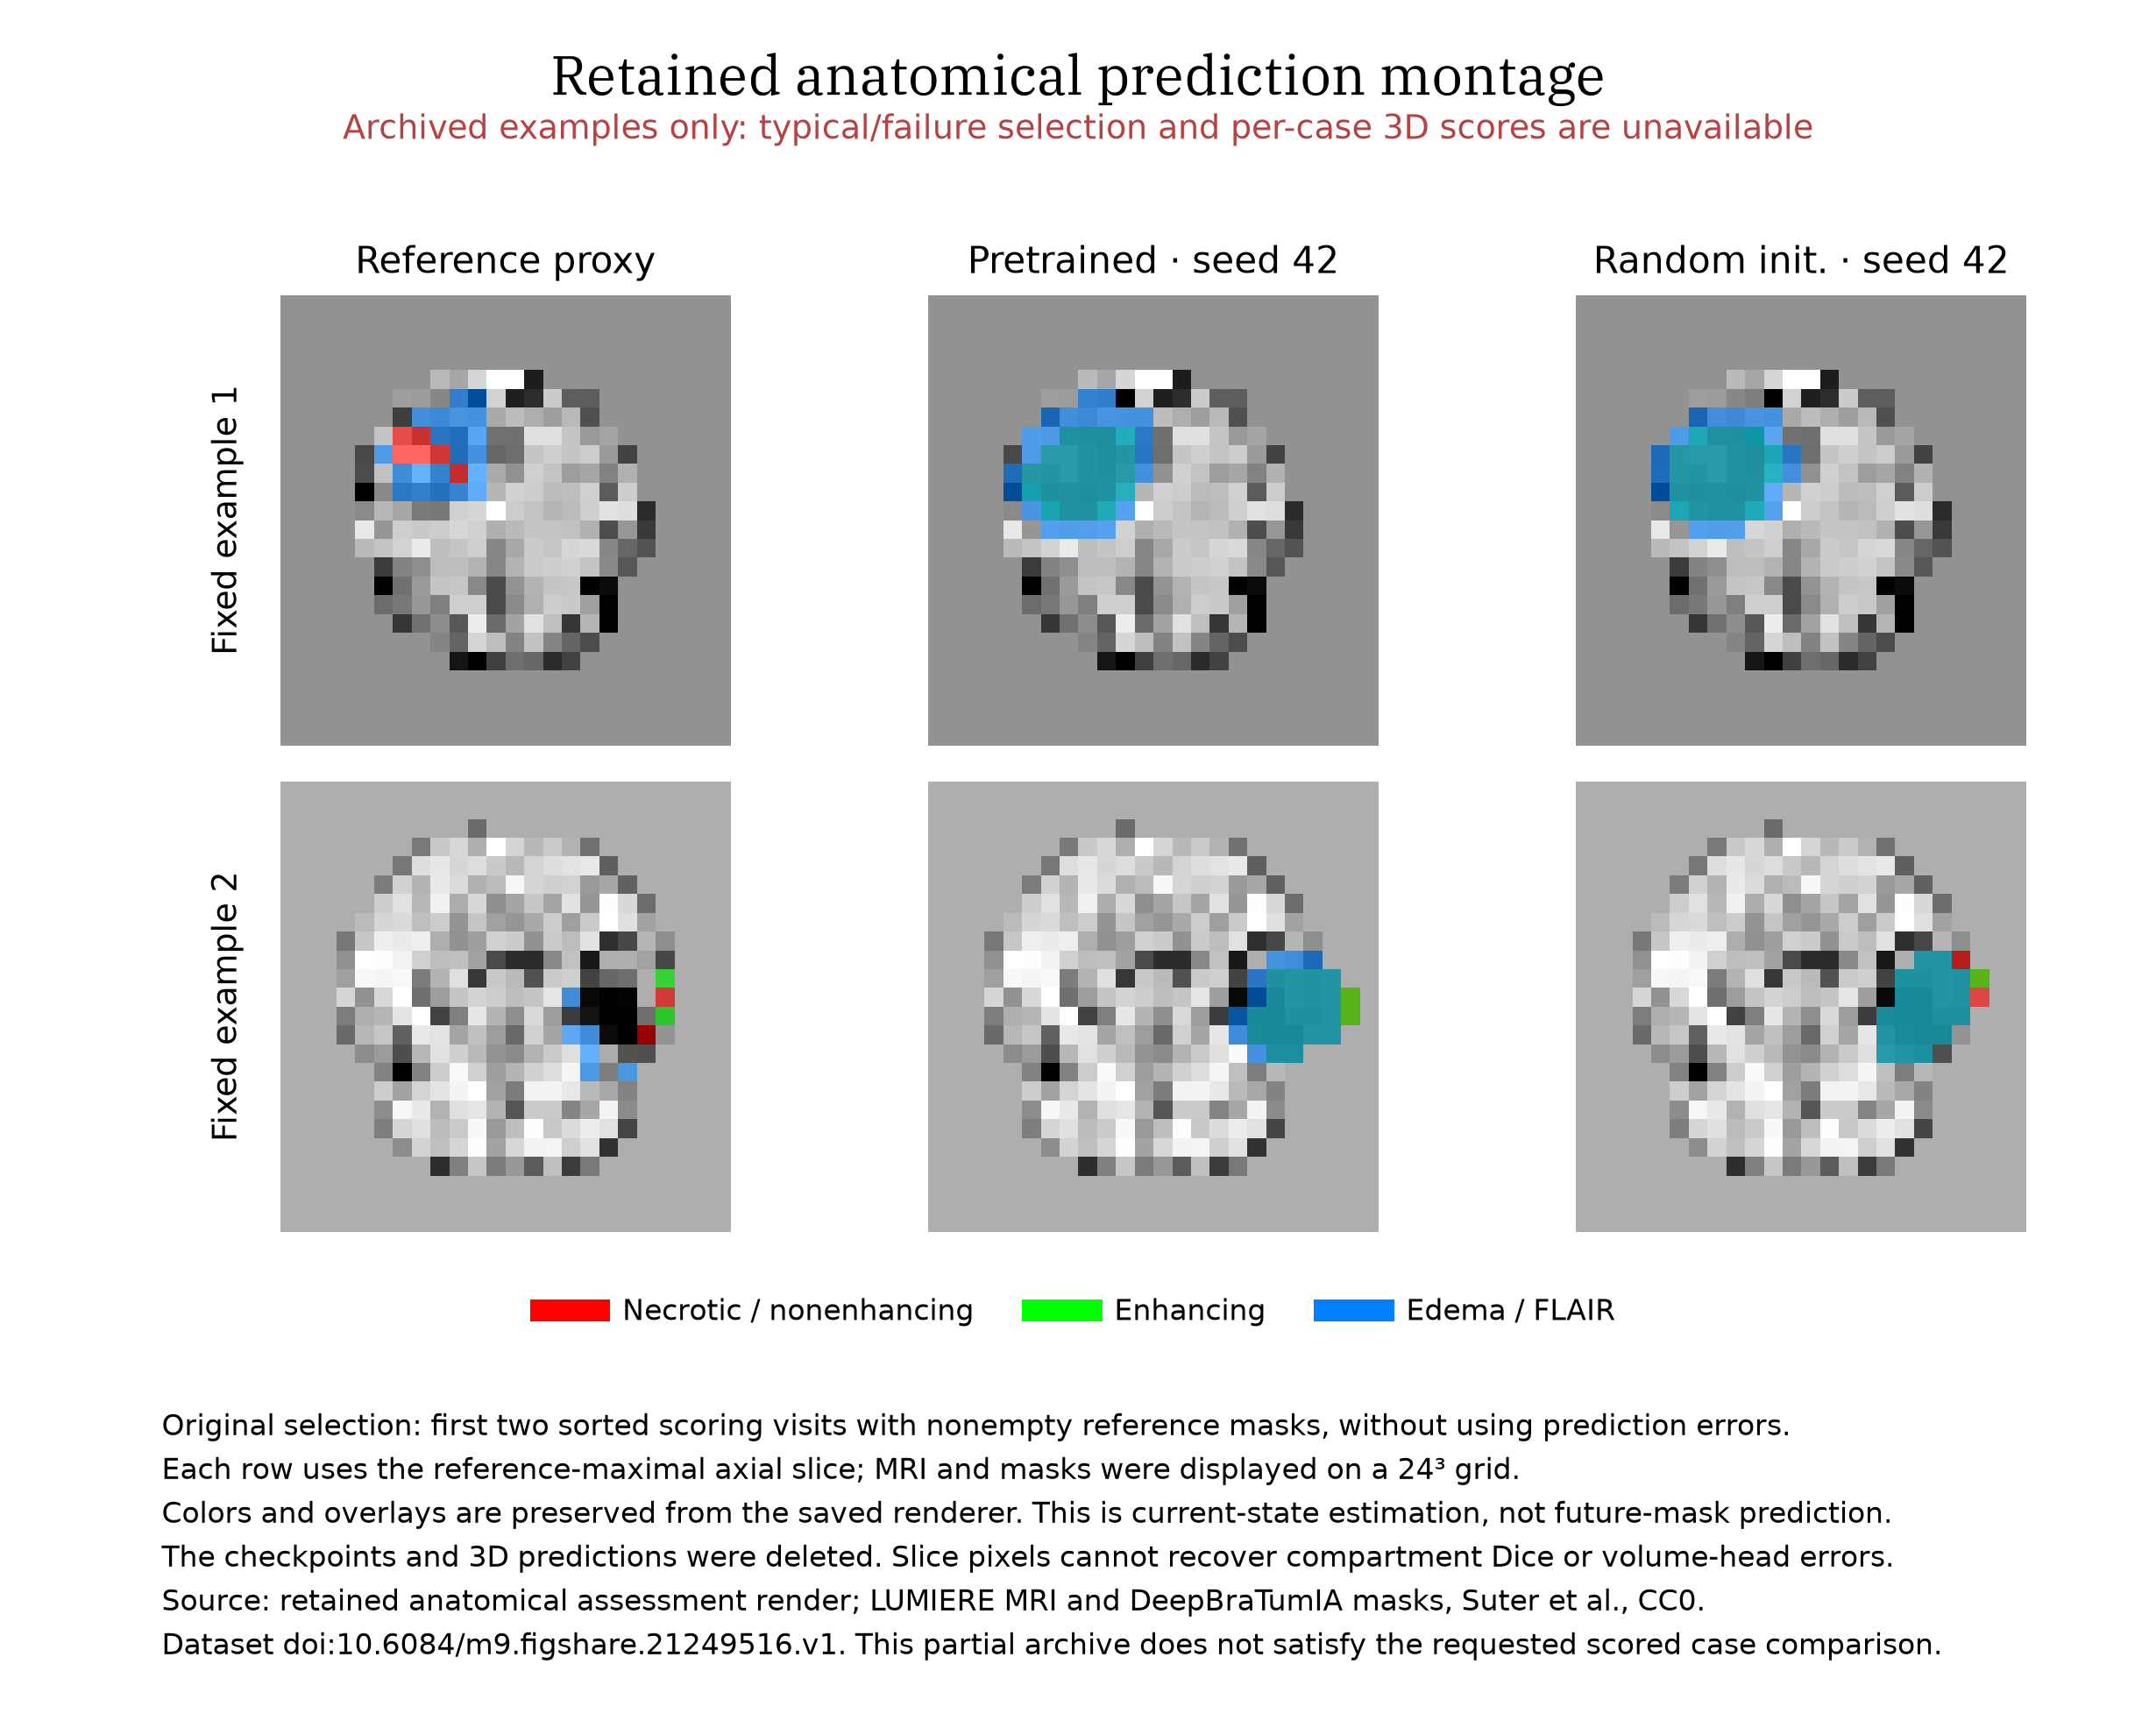 Retained anatomical prediction montage
Archived examples only: typical/failure selection and per-case 3D scores are unavailable
Reference proxy
Pretrained · seed 42
Random init. · seed 42
Fixed example 1
Fixed example 2
Necrotic / nonenhancing
Enhancing
Edema / FLAIR
Original selection: first two sorted scoring visits with nonempty reference masks, without using prediction errors.
Each row uses the reference-maximal axial slice; MRI and masks were displayed on a 24³ grid.
Colors and overlays are preserved from the saved renderer. This is current-state estimation, not future-mask prediction.
The checkpoints and 3D predictions were deleted. Slice pixels cannot recover compartment Dice or volume-head errors.
Source: retained anatomical assessment render; LUMIERE MRI and DeepBraTumIA masks, Suter et al., CC0.
Dataset doi:10.6084/m9.figshare.21249516.v1. This partial archive does not satisfy the requested scored case comparison.